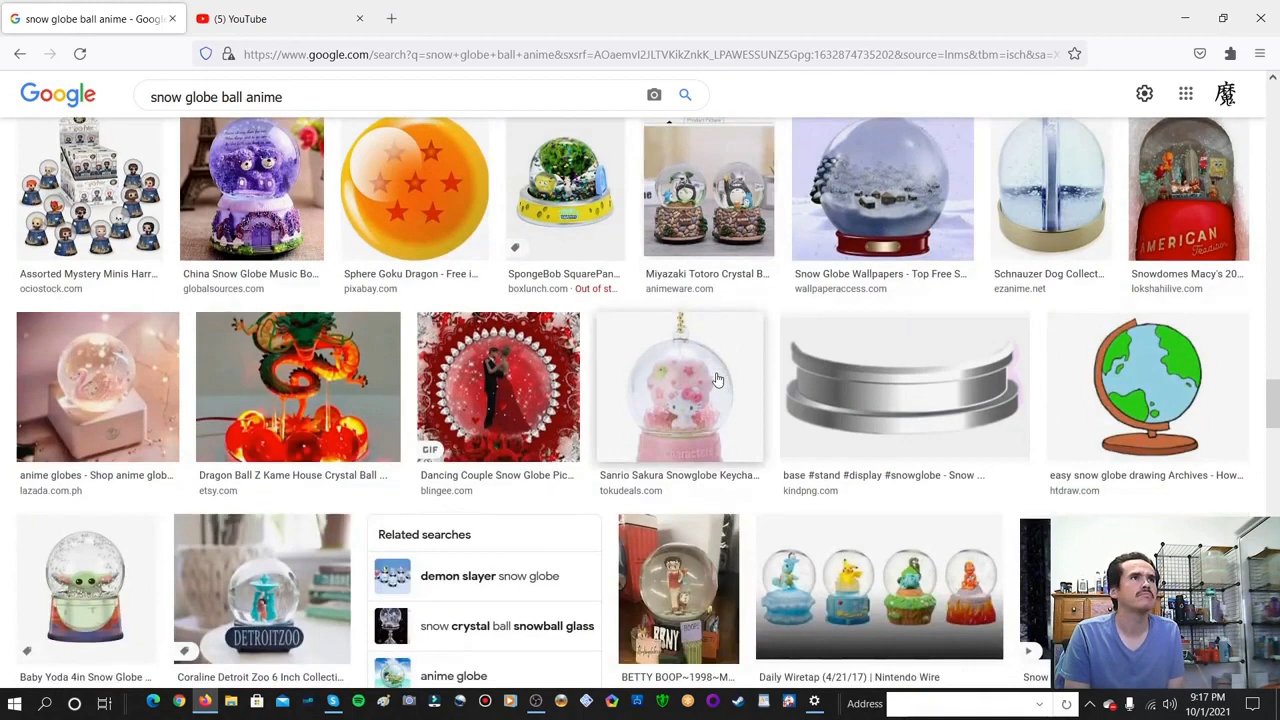 snow globe ball anime - Google
(5) YouTube
https://www.google.com/search?q=snow+globe+ball+anime&sxsrf=AOaemvI2JLTVKikZnkK_LPAWESSUNZ5Gpg:1632874735202&source=lnms&tbm=isch&sa=X
Google
snow globe ball anime
魔
AMERICAN
Tradition
Assorted Mystery Minis Harr...
China Snow Globe Music Bo...
Sphere Goku Dragon - Free i...
SpongeBob SquarePan...
Miyazaki Totoro Crystal B...
Snow Globe Wallpapers - Top Free S...
Schnauzer Dog Collect...
Snowdomes Macy's 20...
ociostock.com
globalsources.com
pixabay.com
boxlunch.com · Out of st...
animeware.com
wallpaperaccess.com
ezanime.net
lokshahilive.com
GIF
anime globes - Shop anime glob...
Dragon Ball Z Kame House Crystal Ball ...
Dancing Couple Snow Globe Pic...
Sanrio Sakura Snowglobe Keycha...
base #stand #display #snowglobe - Snow ...
easy snow globe drawing Archives - How...
lazada.com.ph
etsy.com
blingee.com
tokudeals.com
kindpng.com
htdraw.com
Related searches
demon slayer snow globe
snow crystal ball snowball glass
anime globe
DETROITZOO
Baby Yoda 4in Snow Globe ...
Coraline Detroit Zoo 6 Inch Collecti...
BETTY BOOP~1998~M...
Daily Wiretap (4/21/17) | Nintendo Wire
Snow
Address
9:17 PM
10/1/2021